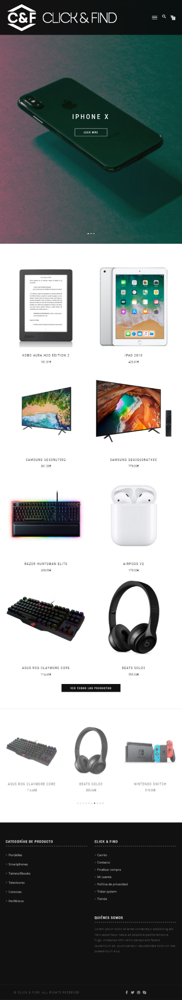 C&F CLICK & FIND
IPHONE X
LEER MÁS
KOBO AURA H2O EDITION 2
181.81€
IPAD 2018
425.81€
SAMSUNG UE50NU7092
361.35€
SAMSUNG QE43Q60RATXXC
779.00€
RAZER HUNTSMAN ELITE
209.99€
AIRPODS V2
179.00€
ASUS ROG CLAYMORE CORE
114.45€
BEATS SOLO3
355.04€
VER TODOS LOS PRODUCTOS
ASUS ROG CLAYMORE CORE
114.45€
BEATS SOLO3
355.04€
NINTENDO SWITCH
319.00€
CATEGORÍAS DE PRODUCTO
» Portátiles
» Smartphones
» Tablets/Ebooks
» Televisores
» Consolas
» Periféricos
CLICK & FIND
» Carrito
» Contacto
» Finalizar compra
» Mi cuenta
» Política de privacidad
» Ticket system
» Tienda
QUIÉNES SOMOS
Lorem ipsum dolor sit amet consectetur adipisicing elit.
Vero aspernatur natus ad aliquid expedita tempore.
Fugit, molestias nihil nemo perspiciatis facere
laudantium ab, quod pariatur repudiandae dolorum iste
praesentium eius.
© CLICK & FIND, ALL RIGHTS RESERVED